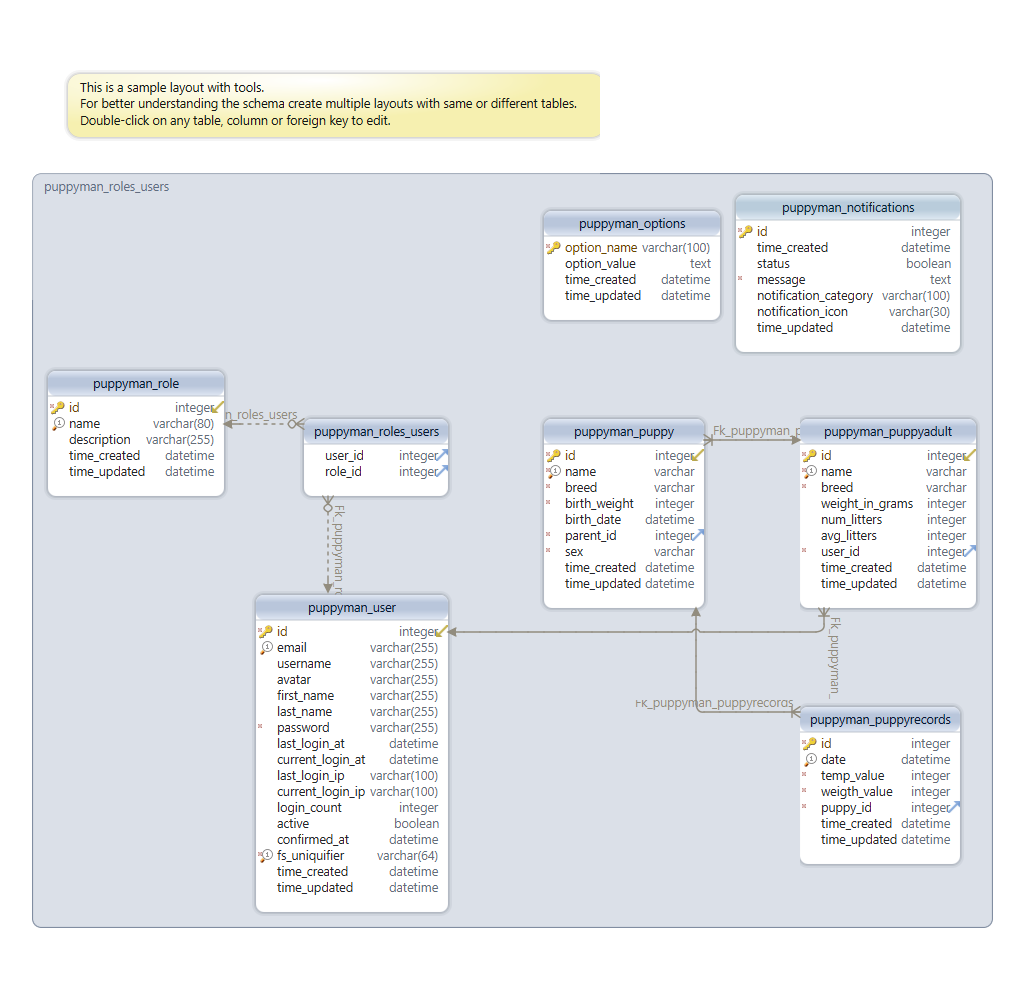 This is a sample layout with tools.
For better understanding the schema create multiple layouts with same or different tables.
Double-click on any table, column or foreign key to edit.
puppyman_roles_users
puppyman_options
option_name varchar(100)
option_value text
time_created datetime
time_updated datetime
puppyman_notifications
id integer
time_created datetime
status boolean
message text
notification_category varchar(100)
notification_icon varchar(30)
time_updated datetime
puppyman_role
id integer
name varchar(80)
description varchar(255)
time_created datetime
time_updated datetime
n_roles_users
puppyman_roles_users
user_id integer
role_id integer
Fk_puppyman_ro
puppyman_puppy
id integer
name varchar
breed varchar
birth_weight integer
birth_date datetime
parent_id integer
sex varchar
time_created datetime
time_updated datetime
Fk_puppyman_p
puppyman_puppyadult
id integer
name varchar
breed varchar
weight_in_grams integer
num_litters integer
avg_litters integer
user_id integer
time_created datetime
time_updated datetime
Fk_puppyman_
puppyman_user
id integer
email varchar(255)
username varchar(255)
avatar varchar(255)
first_name varchar(255)
last_name varchar(255)
password varchar(255)
last_login_at datetime
current_login_at datetime
last_login_ip varchar(100)
current_login_ip varchar(100)
login_count integer
active boolean
confirmed_at datetime
fs_uniquifier varchar(64)
time_created datetime
time_updated datetime
Fk_puppyman_puppyrecords
puppyman_puppyrecords
id integer
date datetime
temp_value integer
weigth_value integer
puppy_id integer
time_created datetime
time_updated datetime